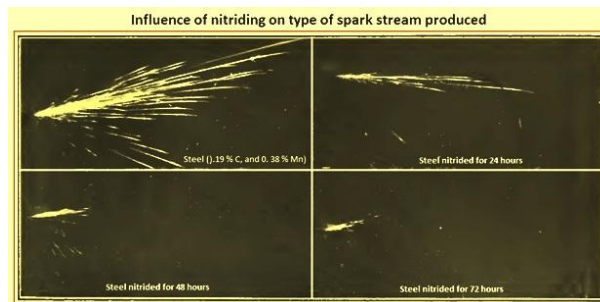 Influence of nitriding on type of spark stream produced
Steel ().19 % C, and 0. 38 % Mn)
Steel nitrided for 24 hours
Steel nitrided for 48 hours
Steel nitrided for 72 hours